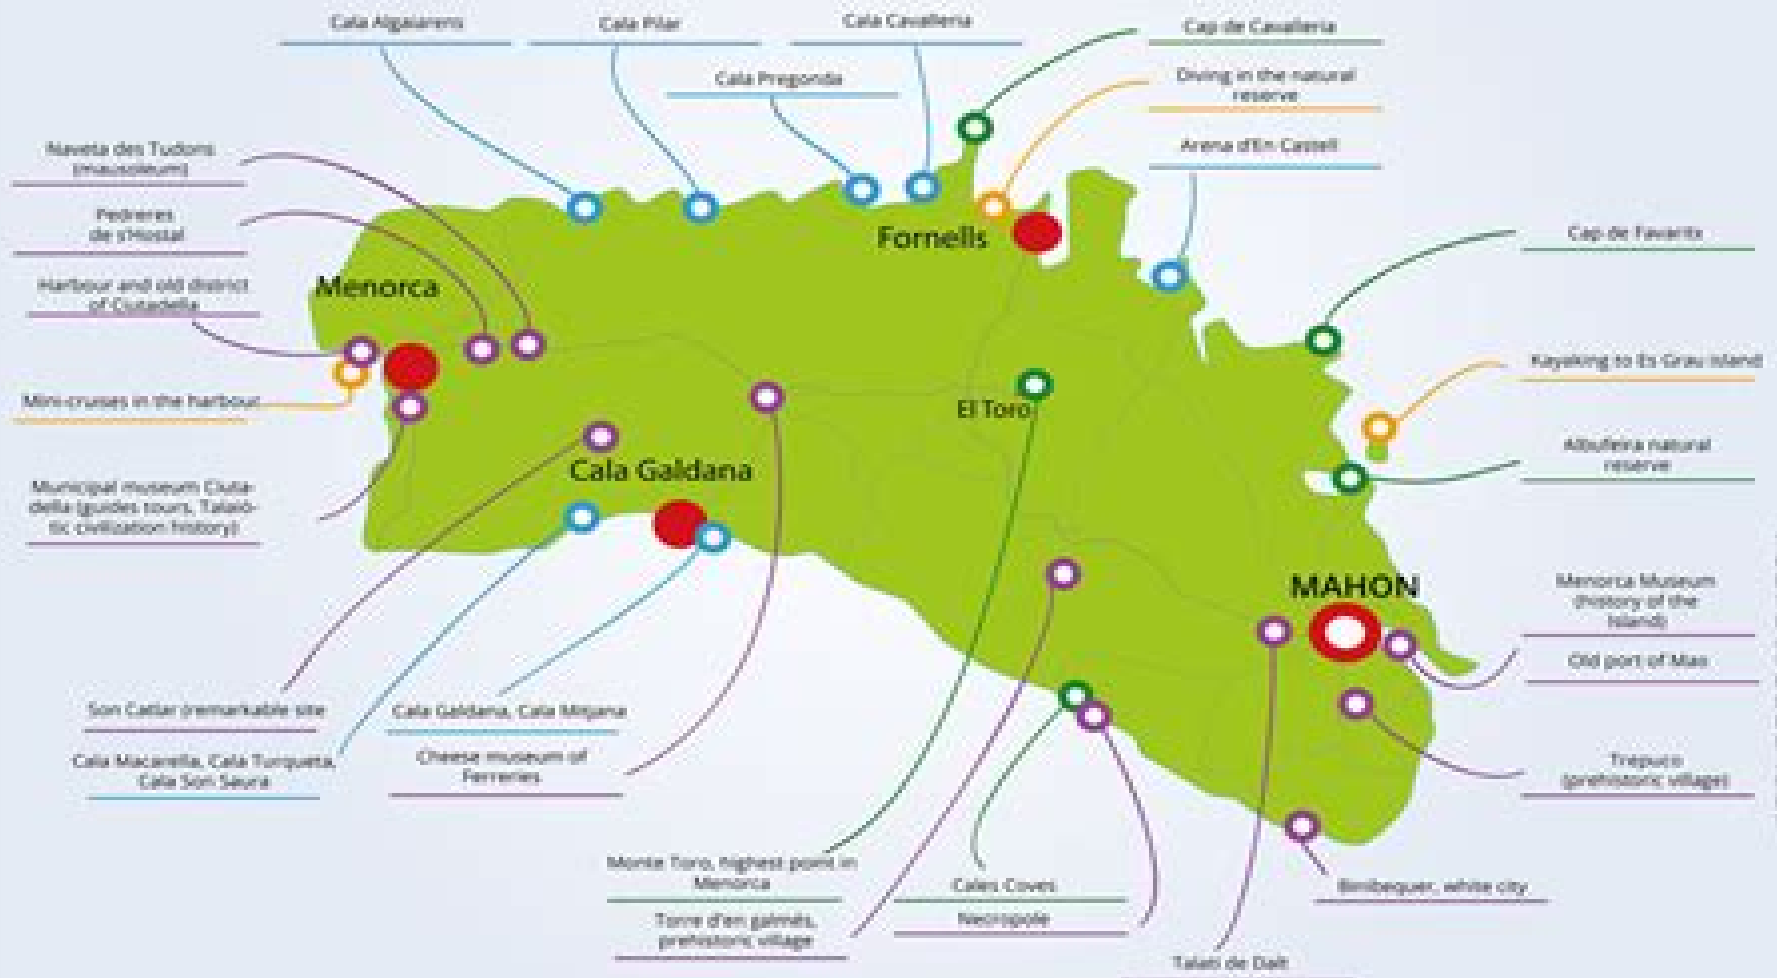 Cala Algaiarens
Cala Pilar
Cala Cavalleria
Cap de Cavalleria
Cala Pregonda
Diving in the natural
reserve
Arena d'En Castell
Naveta des Tudons
(mausoleum)
Pedreres
de s'Hostal
Harbour and old district
of Ciutadella
Mini-cruises in the harbour
Municipal museum Ciuta-
della (guides tours, Talaiò-
tic civilization history)
Menorca
Fornells
El Toro
Cala Galdana
MAHON
Cap de Favaritx
Kayaking to Es Grau Island
Albufeira natural
reserve
Menorca Museum
(history of the
Island)
Old port of Mao
Trepuco
(prehistoric village)
Son Catlar (remarkable site
Cala Macarella, Cala Turqueta,
Cala Son Saura
Cala Galdana, Cala Mitjana
Cheese museum of
Ferreries
Monte Toro, highest point in
Menorca
Torre d'en galmés,
prehistoric village
Cales Coves
Necropole
Binibequer, white city
Talati de Dalt